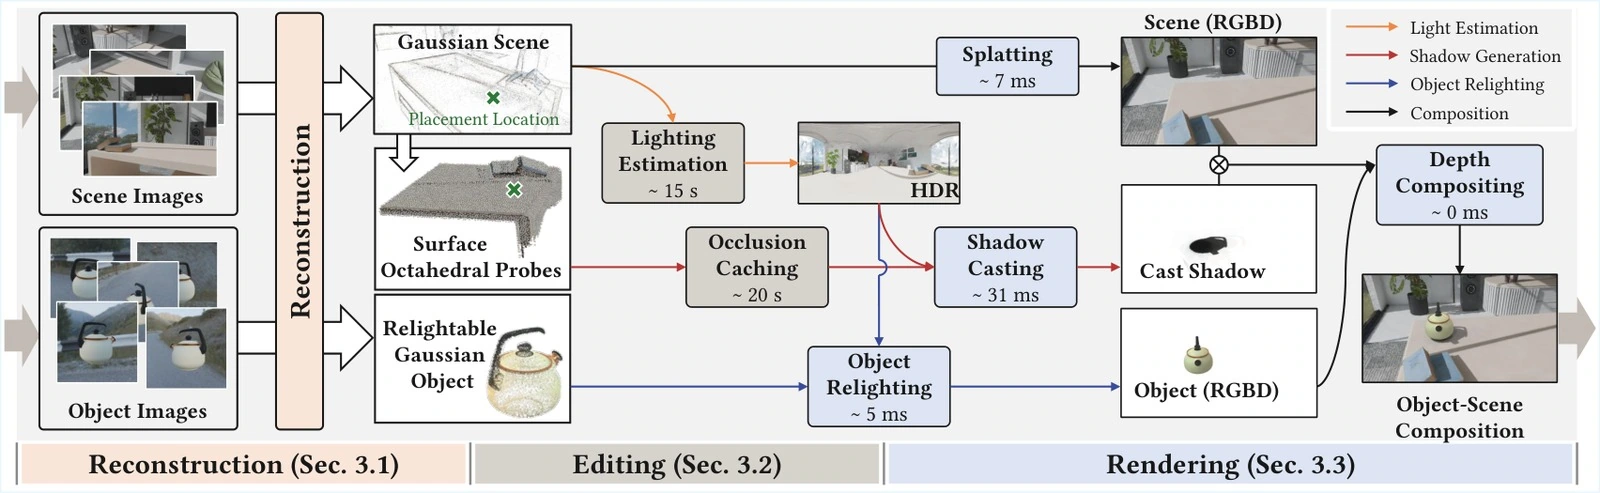 Scene Images
Object Images
Reconstruction
Gaussian Scene
Placement Location
Surface
Octahedral Probes
Relightable
Gaussian
Object
Lighting
Estimation
~ 15 s
HDR
Occlusion
Caching
~ 20 s
Splatting
~ 7 ms
Shadow
Casting
~ 31 ms
Object
Relighting
~ 5 ms
Scene (RGBD)
Cast Shadow
Object (RGBD)
Light Estimation
Shadow Generation
Object Relighting
Composition
Depth
Compositing
~ 0 ms
Object-Scene
Composition
Reconstruction (Sec. 3.1)
Editing (Sec. 3.2)
Rendering (Sec. 3.3)